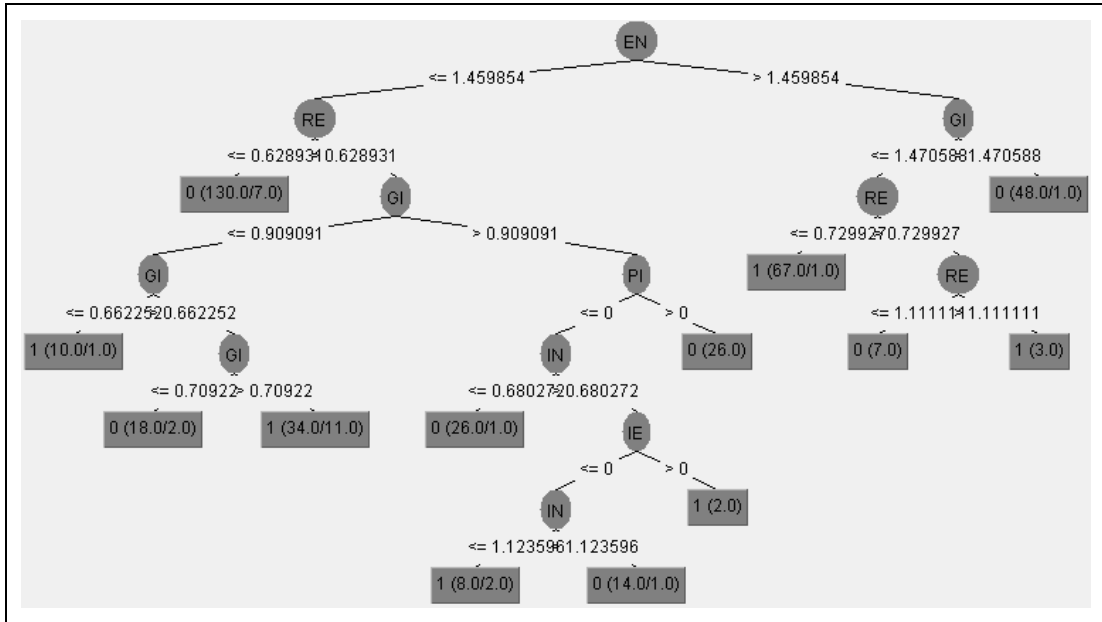 EN
<= 1.459854 > 1.459854
RE GI
<= 0.628931 > 0.628931 <= 1.470588 > 1.470588
0 (130.0/7.0) GI RE 0 (48.0/1.0)
<= 0.909091 > 0.909091 <= 0.729927 > 0.729927
GI PI 1 (67.0/1.0) RE
<= 0.662252 > 0.662252 <= 0 > 0 <= 1.111111 > 1.111111
1 (10.0/1.0) GI IN 0 (26.0) 0 (7.0) 1 (3.0)
<= 0.70922 > 0.70922 <= 0.680272 > 0.680272
0 (18.0/2.0) 1 (34.0/11.0) 0 (26.0/1.0) IE
<= 0 > 0
IN 1 (2.0)
<= 1.123596 > 1.123596
1 (8.0/2.0) 0 (14.0/1.0)